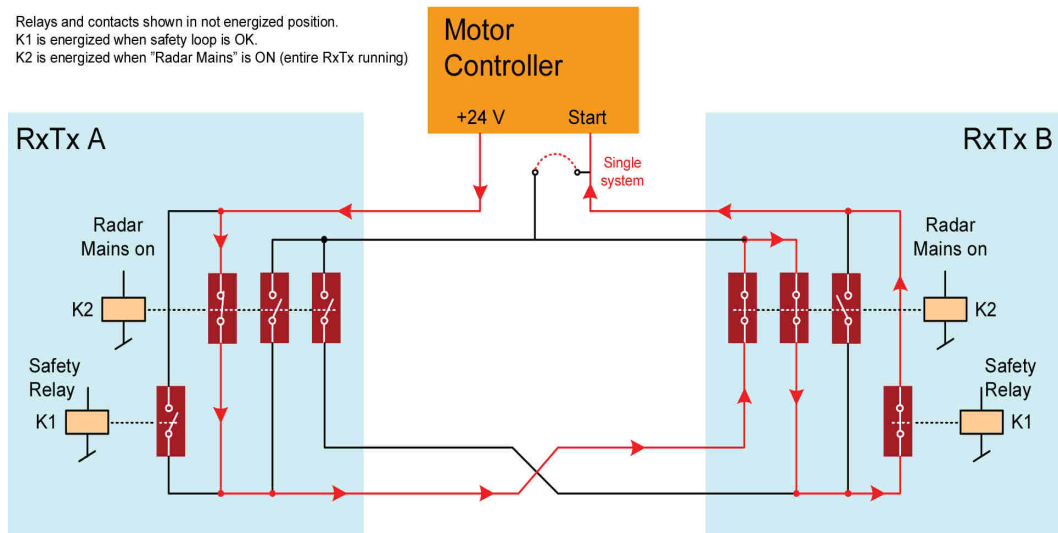 Relays and contacts shown in not energized position.
K1 is energized when safety loop is OK.
K2 is energized when ”Radar Mains” is ON (entire RxTx running)
Motor
Controller
+24 V
Start
RxTx A
RxTx B
Single
system
Radar
Mains on
K2
Safety
Relay
K1
Radar
Mains on
K2
Safety
Relay
K1